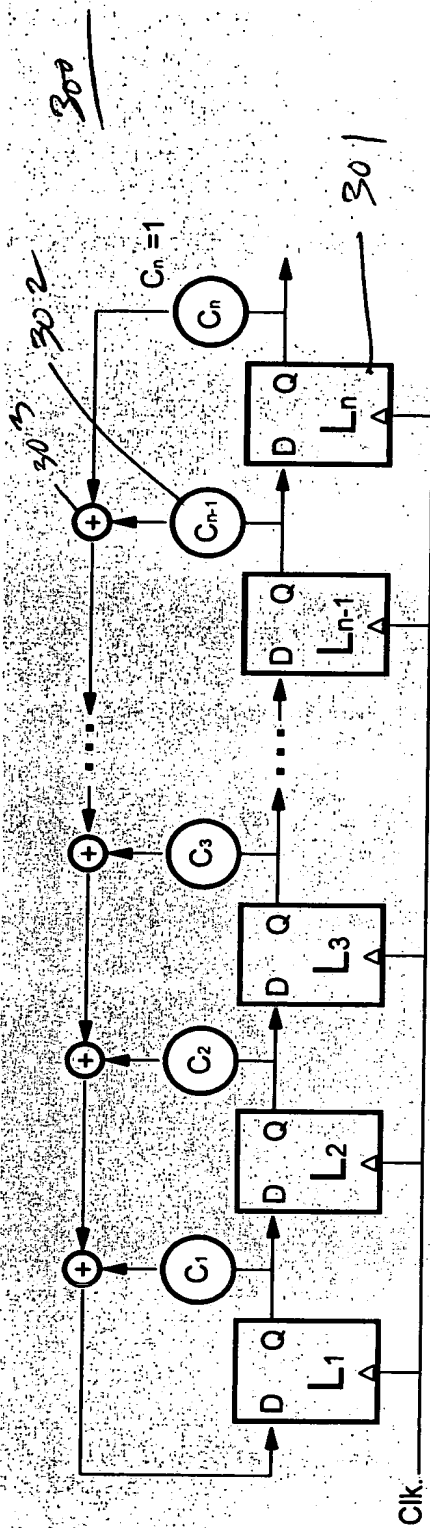 300
303
302
Cₙ =1
+
+
+
. . .
+
C₁
C₂
C₃
Cₙ₋₁
Cₙ
D Q
D Q
D Q
. . .
D Q
D Q
L₁
L₂
L₃
Lₙ₋₁
Lₙ
301
Clk.